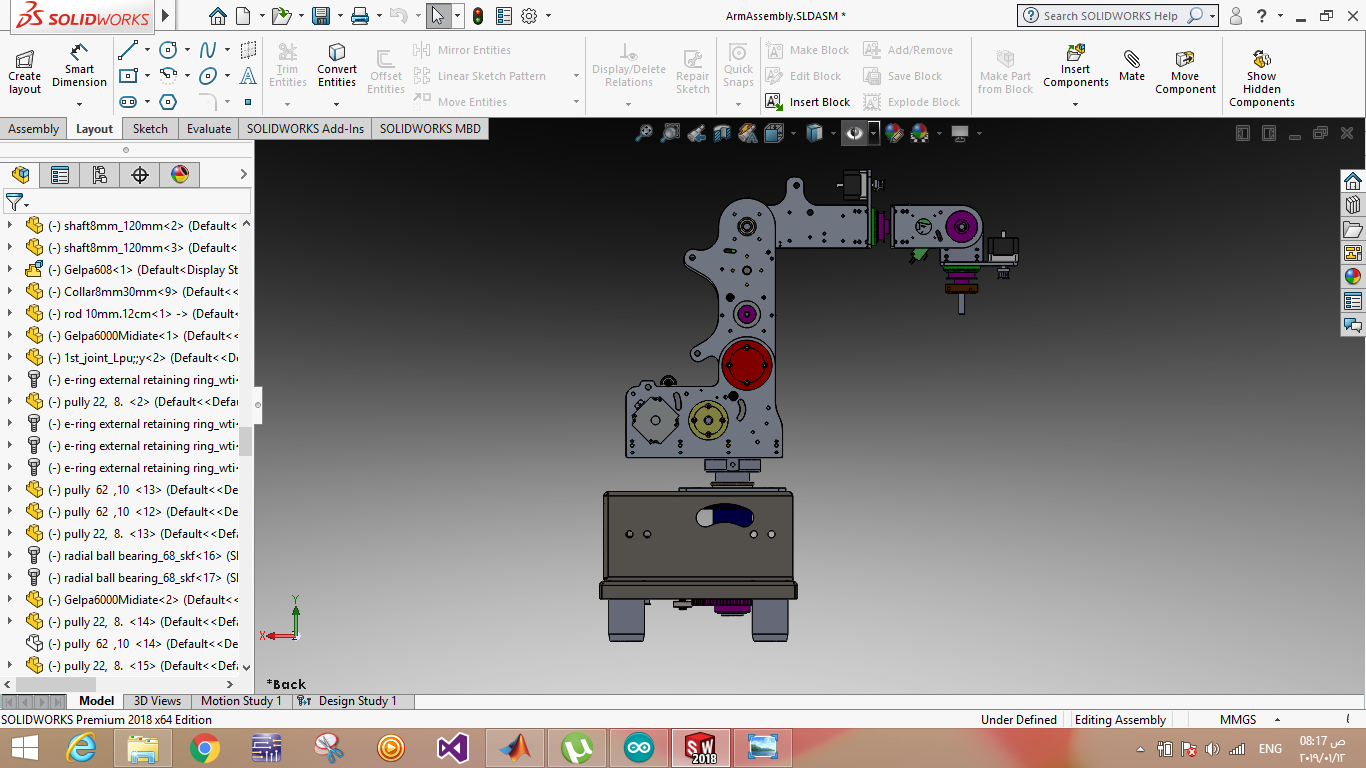 SOLIDWORKS
ArmAssembly.SLDASM *
Search SOLIDWORKS Help
Create layout
Smart Dimension
Trim Entities
Convert Entities
Offset Entities
Mirror Entities
Linear Sketch Pattern
Move Entities
Display/Delete Relations
Repair Sketch
Quick Snaps
Make Block
Edit Block
Insert Block
Add/Remove
Save Block
Explode Block
Make Part from Block
Insert Components
Mate
Move Component
Show Hidden Components
Assembly
Layout
Sketch
Evaluate
SOLIDWORKS Add-Ins
SOLIDWORKS MBD
(-) shaft8mm_120mm<2> (Default<
(-) shaft8mm_120mm<3> (Default<
(-) Gelpa608<1> (Default<Display St
(-) Collar8mm30mm<9> (Default<<
(-) rod 10mm.12cm<1> -> (Default<
(-) Gelpa6000Midiate<1> (Default<
(-) 1st_joint_Lpu;;y<2> (Default<<De
(-) e-ring external retaining ring_wti<
(-) pully 22, 8. <2> (Default<<Defau
(-) e-ring external retaining ring_wti<
(-) e-ring external retaining ring_wti<
(-) e-ring external retaining ring_wti<
(-) pully 62 ,10 <13> (Default<<De
(-) pully 62 ,10 <12> (Default<<De
(-) pully 22, 8. <13> (Default<<Defa
(-) radial ball bearing_68_skf<16> (SI
(-) radial ball bearing_68_skf<17> (SI
(-) Gelpa6000Midiate<2> (Default<<
(-) pully 22, 8. <14> (Default<<Defa
(-) pully 62 ,10 <14> (Default<<De
(-) pully 22, 8. <15> (Default<<Defa
Y
X
*Back
Model
3D Views
Motion Study 1
Design Study 1
SOLIDWORKS Premium 2018 x64 Edition
Under Defined
Editing Assembly
MMGS
SW 2018
ENG
08:17 ص
٢٠١٩/٠١/١٢